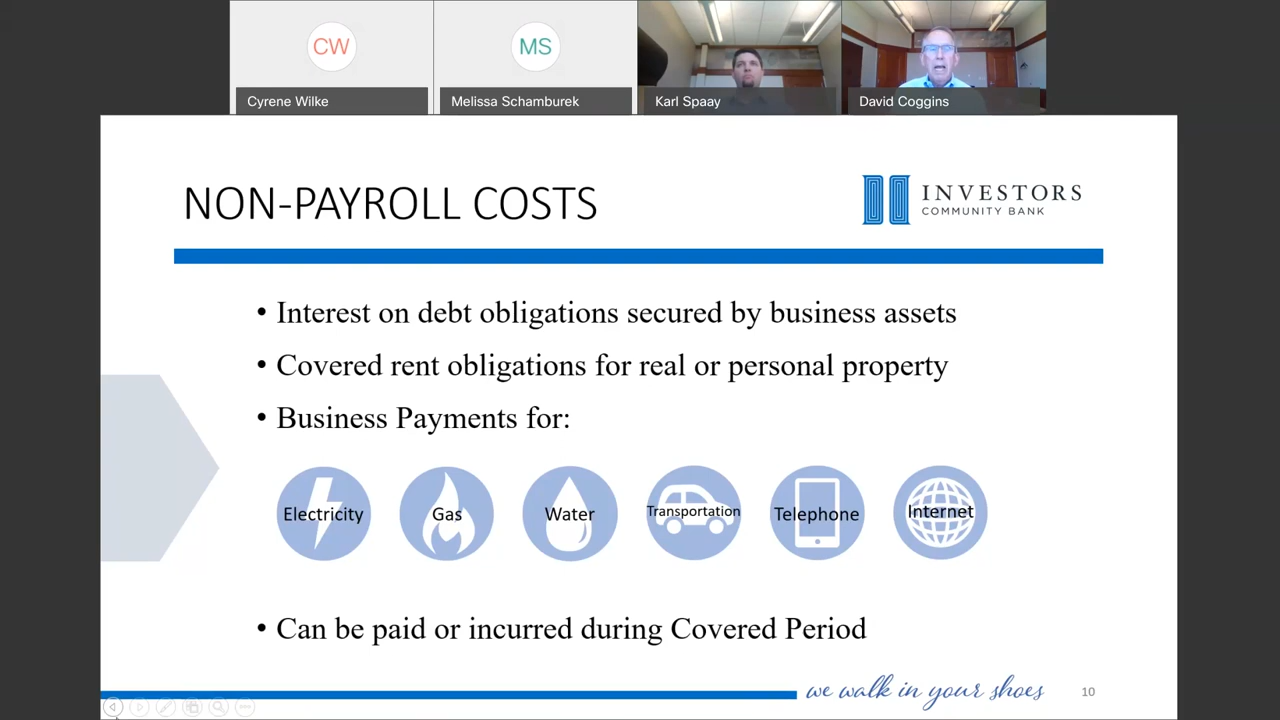 CW
MS
Cyrene Wilke
Melissa Schamburek
Karl Spaay
David Coggins
NON-PAYROLL COSTS
INVESTORS
COMMUNITY BANK
• Interest on debt obligations secured by business assets
• Covered rent obligations for real or personal property
• Business Payments for:
Electricity
Gas
Water
Transportation
Telephone
Internet
• Can be paid or incurred during Covered Period
we walk in your shoes
10